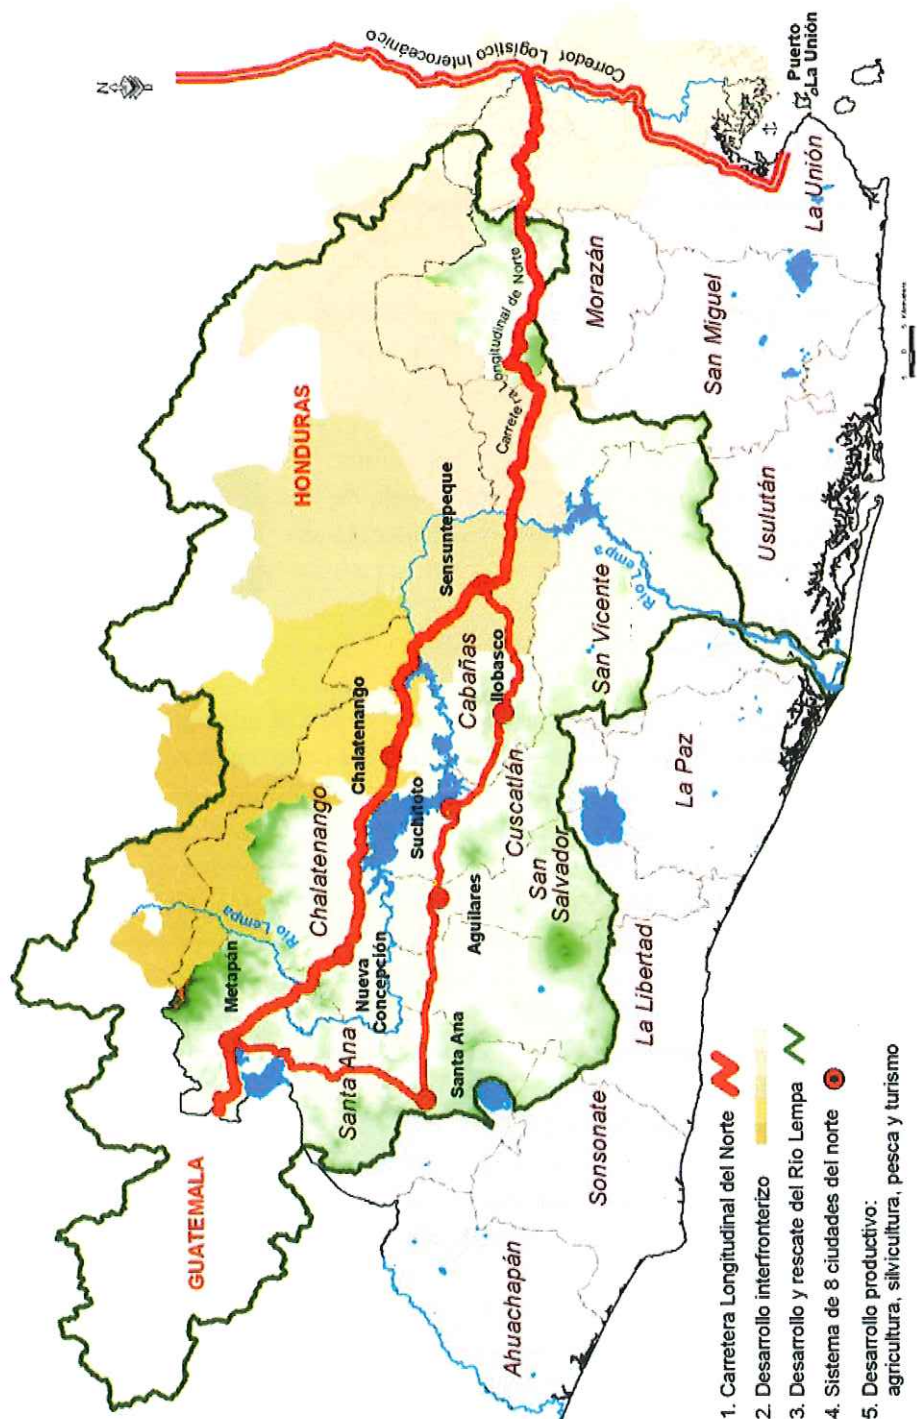 N
Corredor Logístico Interoceánico
Puerto
La Unión
GUATEMALA
HONDURAS
Metapán
Río Lempa
Chalatenango
Chalatenango
Sensuntepeque
Carretera Longitudinal de Norte
Nueva
Concepción
Suchitoto
Cabañas
Ilobasco
Santa Ana
Santa Ana
Aguilares
Cuscatlán
San
Salvador
San Vicente
Río Lempa
Morazán
San Miguel
La Unión
Usulután
La Paz
La Libertad
Sonsonate
Ahuachapán
1. Carretera Longitudinal del Norte
2. Desarrollo interfronterizo
3. Desarrollo y rescate del Río Lempa
4. Sistema de 8 ciudades del norte
5. Desarrollo productivo:
agricultura, silvicultura, pesca y turismo